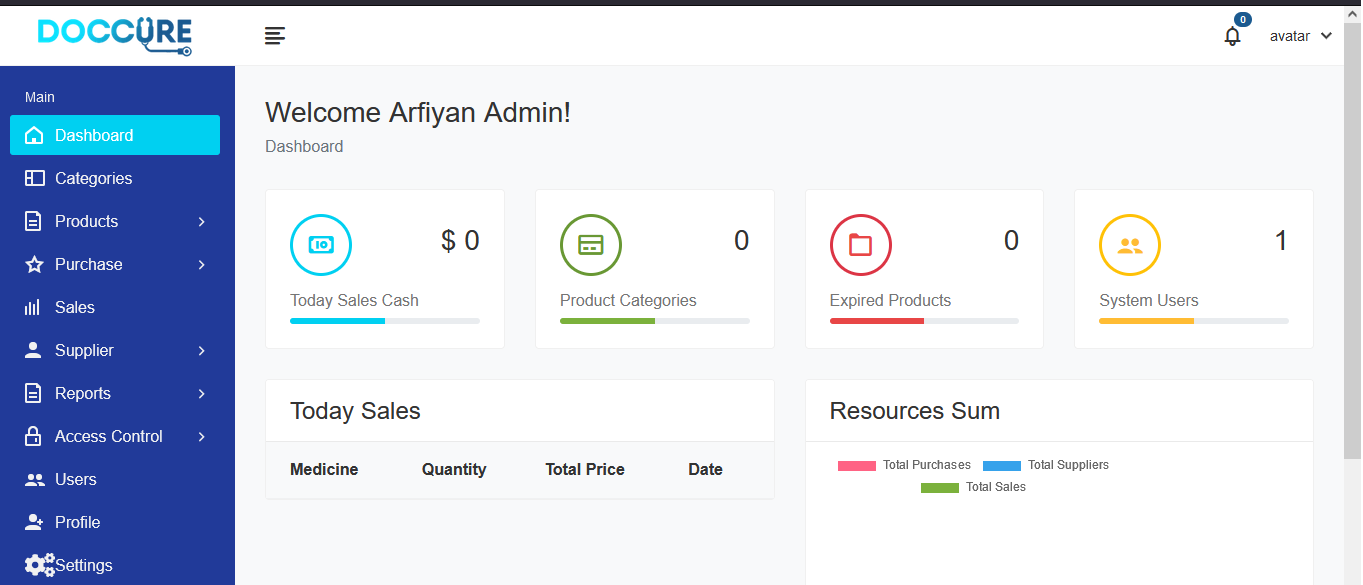 DOCCURE
0
avatar
Main
Dashboard
Categories
Products
Purchase
Sales
Supplier
Reports
Access Control
Users
Profile
Settings
Welcome Arfiyan Admin!
Dashboard
$ 0
Today Sales Cash
0
Product Categories
0
Expired Products
1
System Users
Today Sales
Medicine Quantity Total Price Date
Resources Sum
Total Purchases Total Suppliers
Total Sales